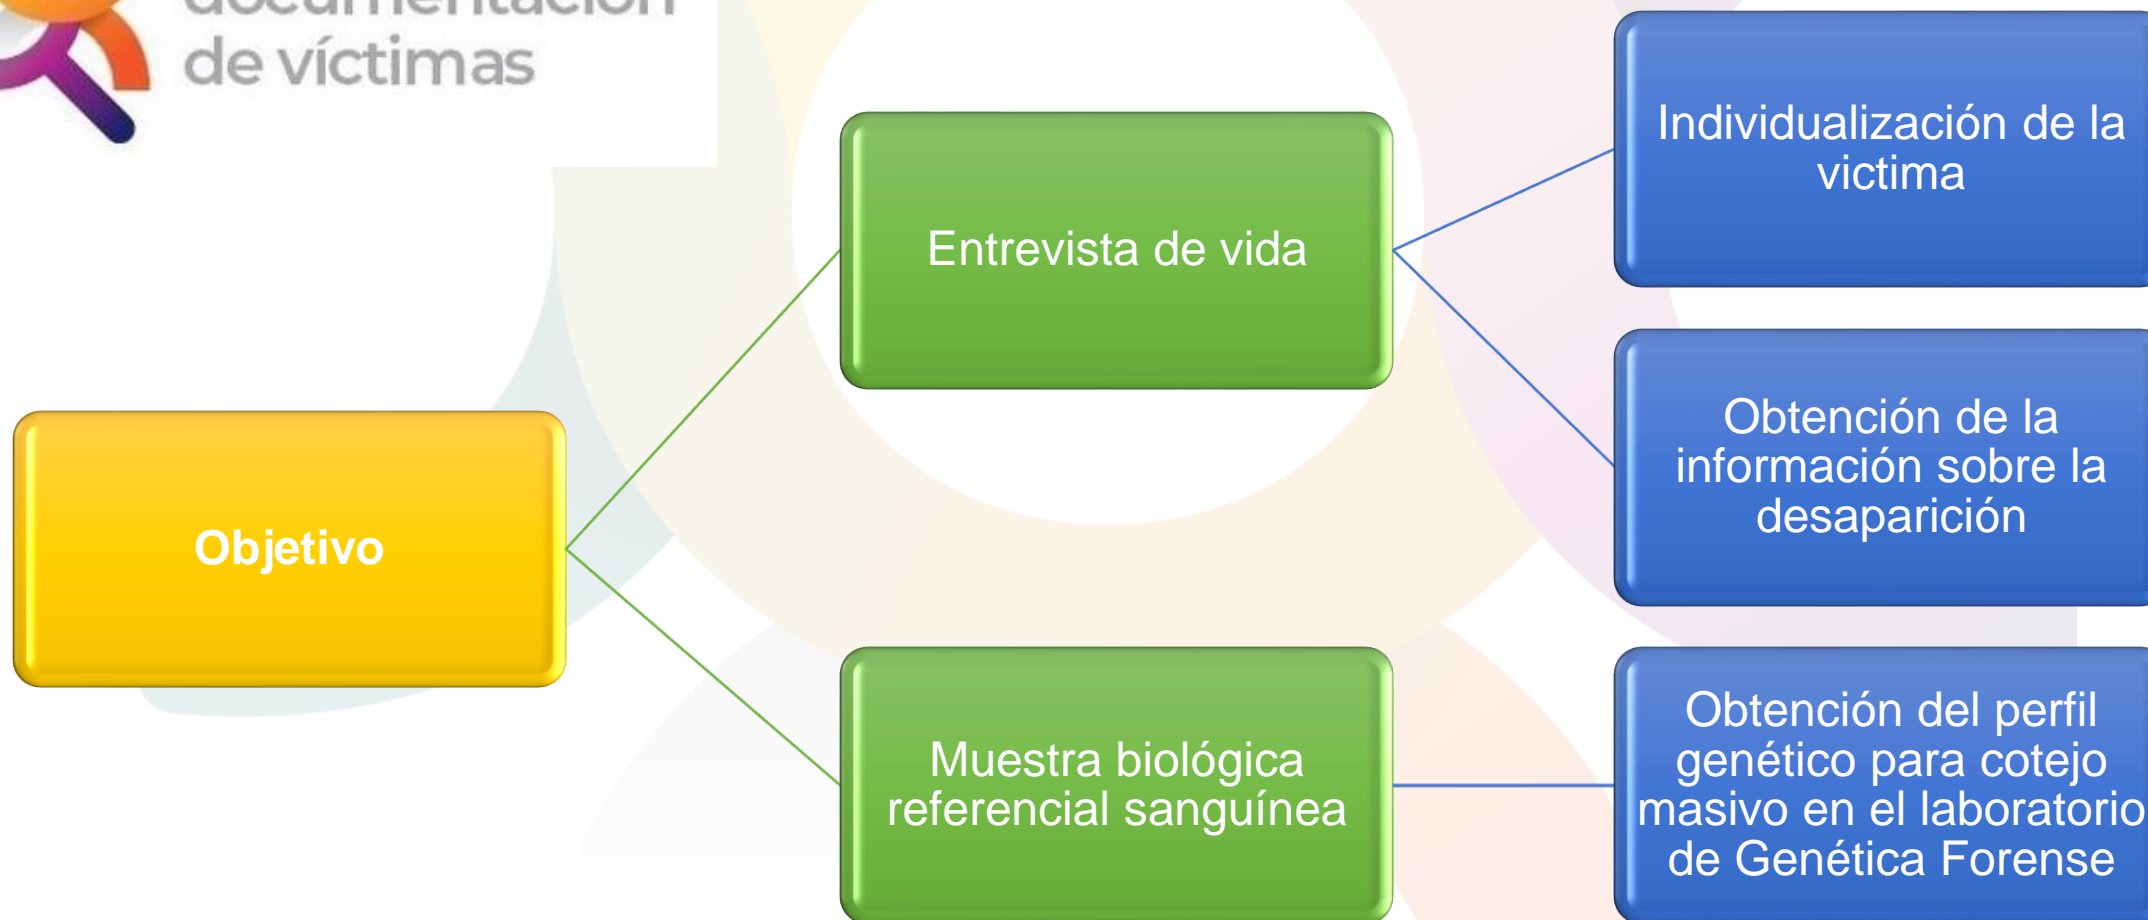 documentación
de víctimas
Individualización de la
victima
Entrevista de vida
Obtención de la
información sobre la
desaparición
Objetivo
Muestra biológica
referencial sanguínea
Obtención del perfil
genético para cotejo
masivo en el laboratorio
de Genética Forense